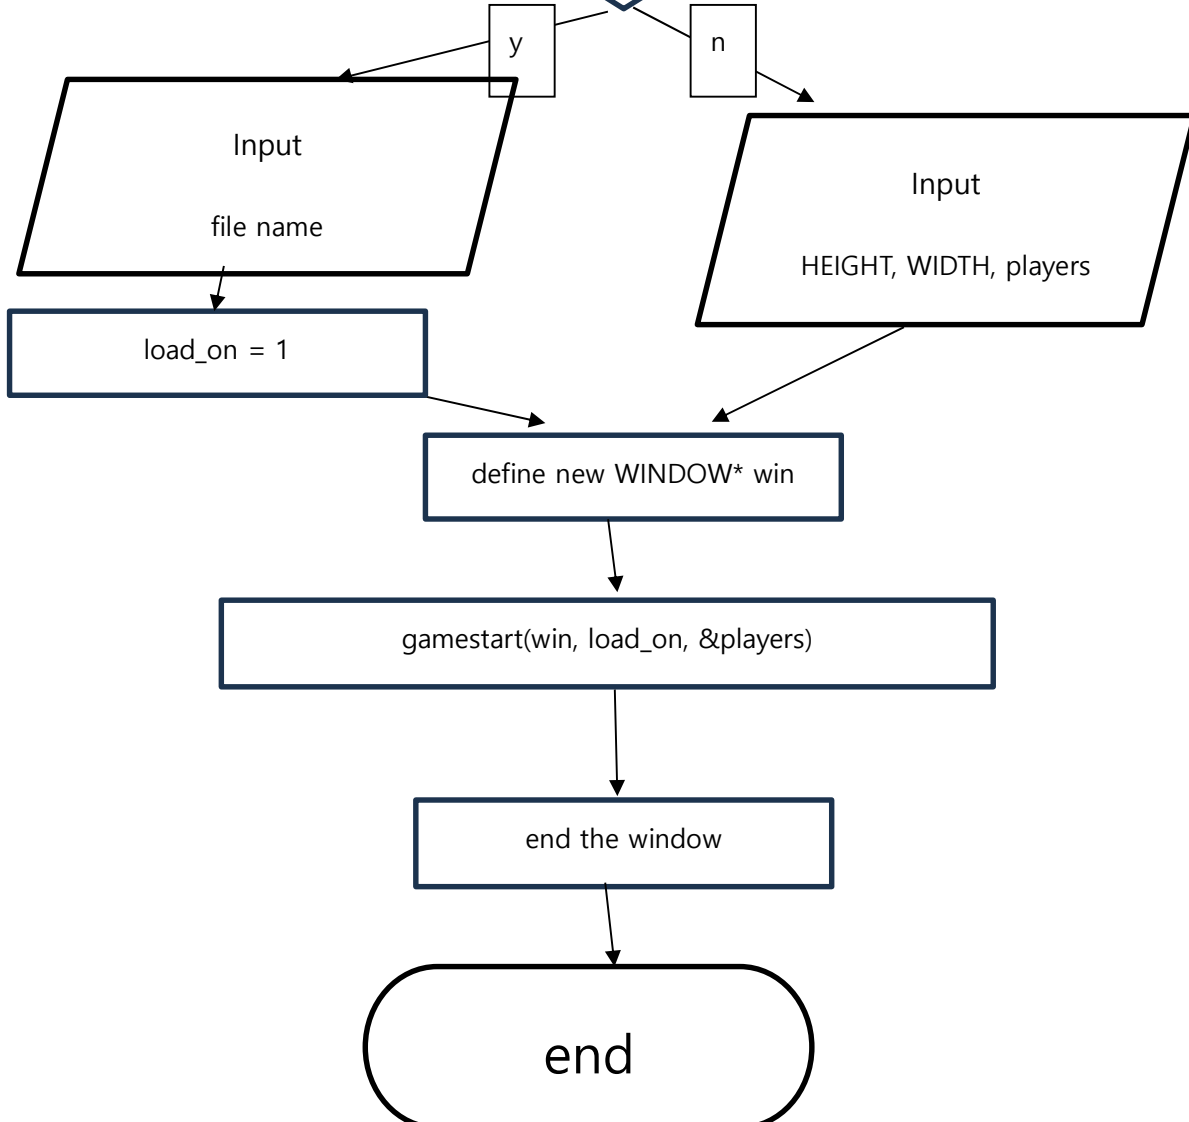 y
n
Input
file name
Input
HEIGHT, WIDTH, players
load_on = 1
define new WINDOW* win
gamestart(win, load_on, &players)
end the window
end